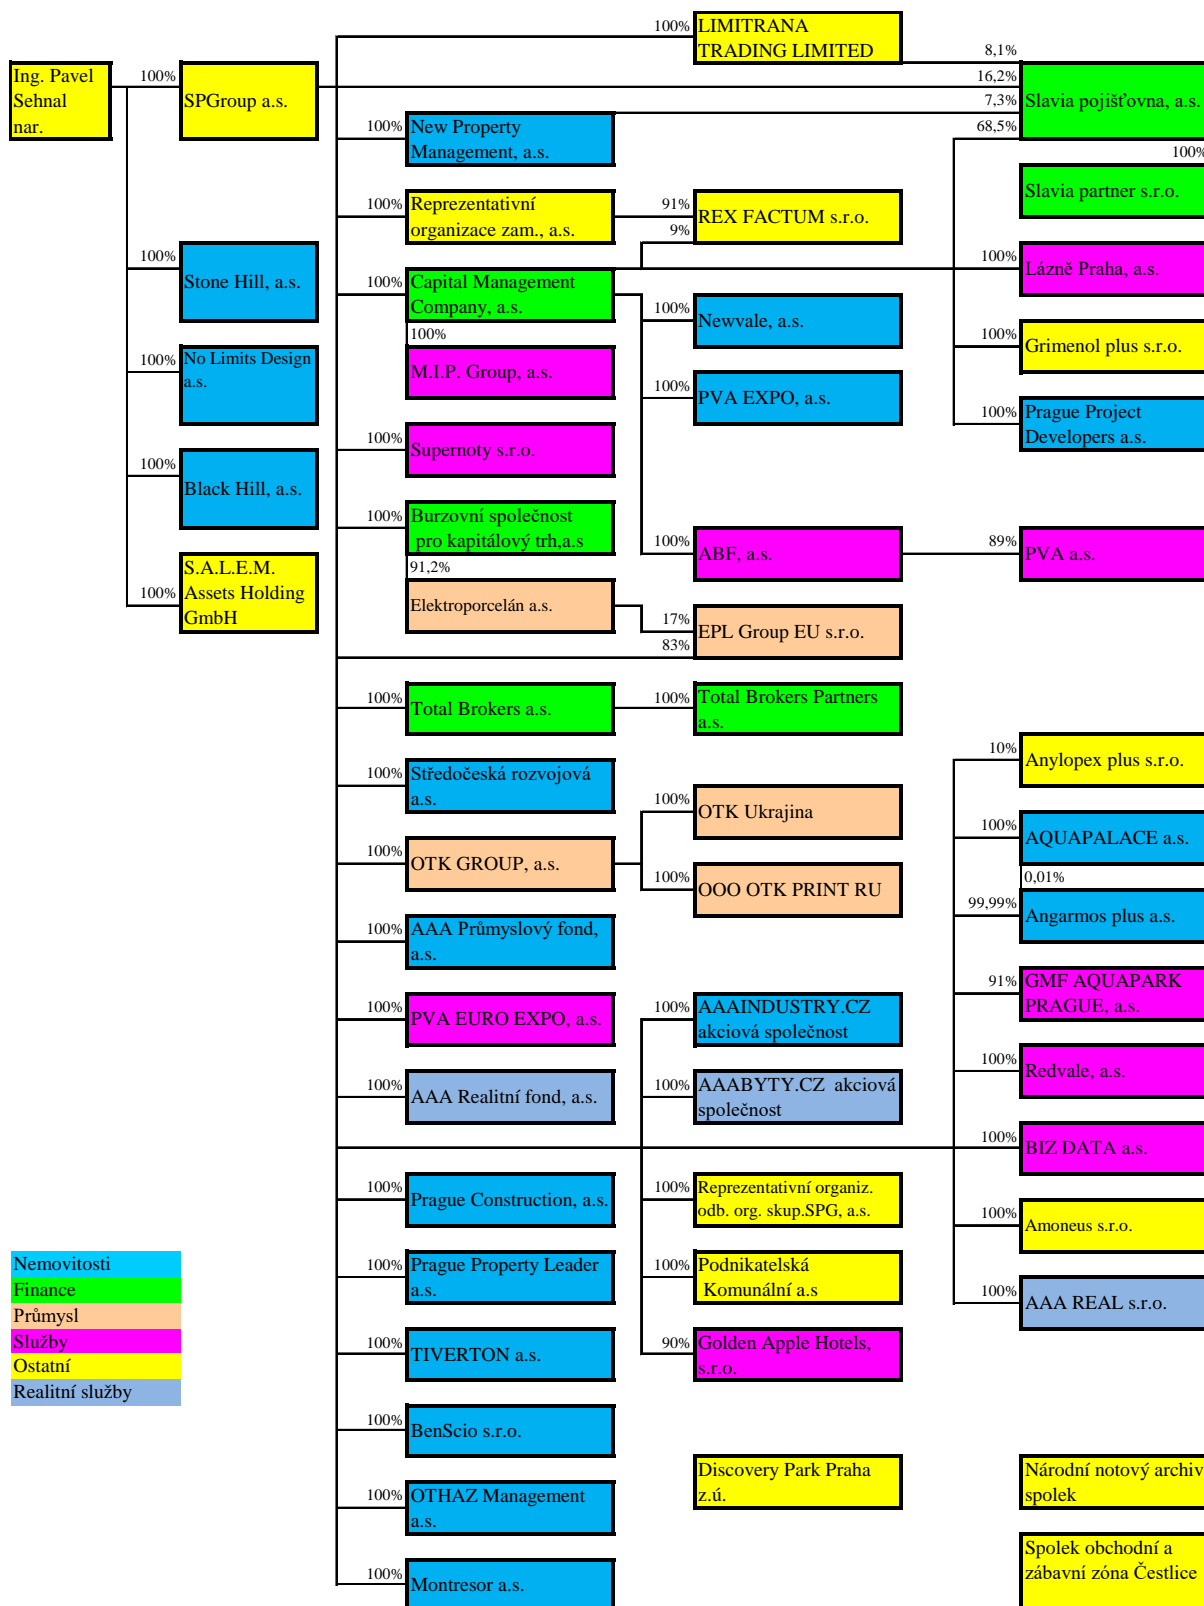 100%
LIMITRANA
TRADING LIMITED
8,1%
Ing. Pavel
Sehnal
nar.
100%
SPGroup a.s.
16,2%
7,3%
68,5%
Slavia pojišťovna, a.s.
100%
New Property
Management, a.s.
100%
Slavia partner s.r.o.
100%
Reprezentativní
organizace zam., a.s.
91%
9%
REX FACTUM s.r.o.
100%
Stone Hill, a.s.
100%
Capital Management
Company, a.s.
100%
Lázně Praha, a.s.
100%
Newvale, a.s.
100%
Grimenol plus s.r.o.
100%
M.I.P. Group, a.s.
100%
No Limits Design
a.s.
100%
PVA EXPO, a.s.
100%
Prague Project
Developers a.s.
100%
Supernoty s.r.o.
100%
Black Hill, a.s.
100%
Burzovní společnost
pro kapitálový trh,a.s
100%
ABF, a.s.
89%
PVA a.s.
100%
S.A.L.E.M.
Assets Holding
GmbH
91,2%
Elektroporcelán a.s.
17%
83%
EPL Group EU s.r.o.
100%
Total Brokers a.s.
100%
Total Brokers Partners
a.s.
10%
Anylopex plus s.r.o.
100%
Středočeská rozvojová
a.s.
100%
OTK Ukrajina
100%
AQUAPALACE a.s.
100%
OTK GROUP, a.s.
100%
OOO OTK PRINT RU
0,01%
99,99%
Angarmos plus a.s.
100%
AAA Průmyslový fond,
a.s.
91%
GMF AQUAPARK
PRAGUE, a.s.
100%
PVA EURO EXPO, a.s.
100%
AAAINDUSTRY.CZ
akciová společnost
100%
Redvale, a.s.
100%
AAA Realitní fond, a.s.
100%
AAABYTY.CZ akciová
společnost
100%
BIZ DATA a.s.
100%
Prague Construction, a.s.
100%
Reprezentativní organiz.
odb. org. skup.SPG, a.s.
100%
Amoneus s.r.o.
100%
Prague Property Leader
a.s.
100%
Podnikatelská
Komunální a.s
100%
AAA REAL s.r.o.
Nemovitosti
Finance
Průmysl
Služby
Ostatní
Realitní služby
100%
TIVERTON a.s.
90%
Golden Apple Hotels,
s.r.o.
100%
BenScio s.r.o.
Discovery Park Praha
z.ú.
Národní notový archiv
spolek
100%
OTHAZ Management
a.s.
Spolek obchodní a
zábavní zóna Čestlice
100%
Montresor a.s.